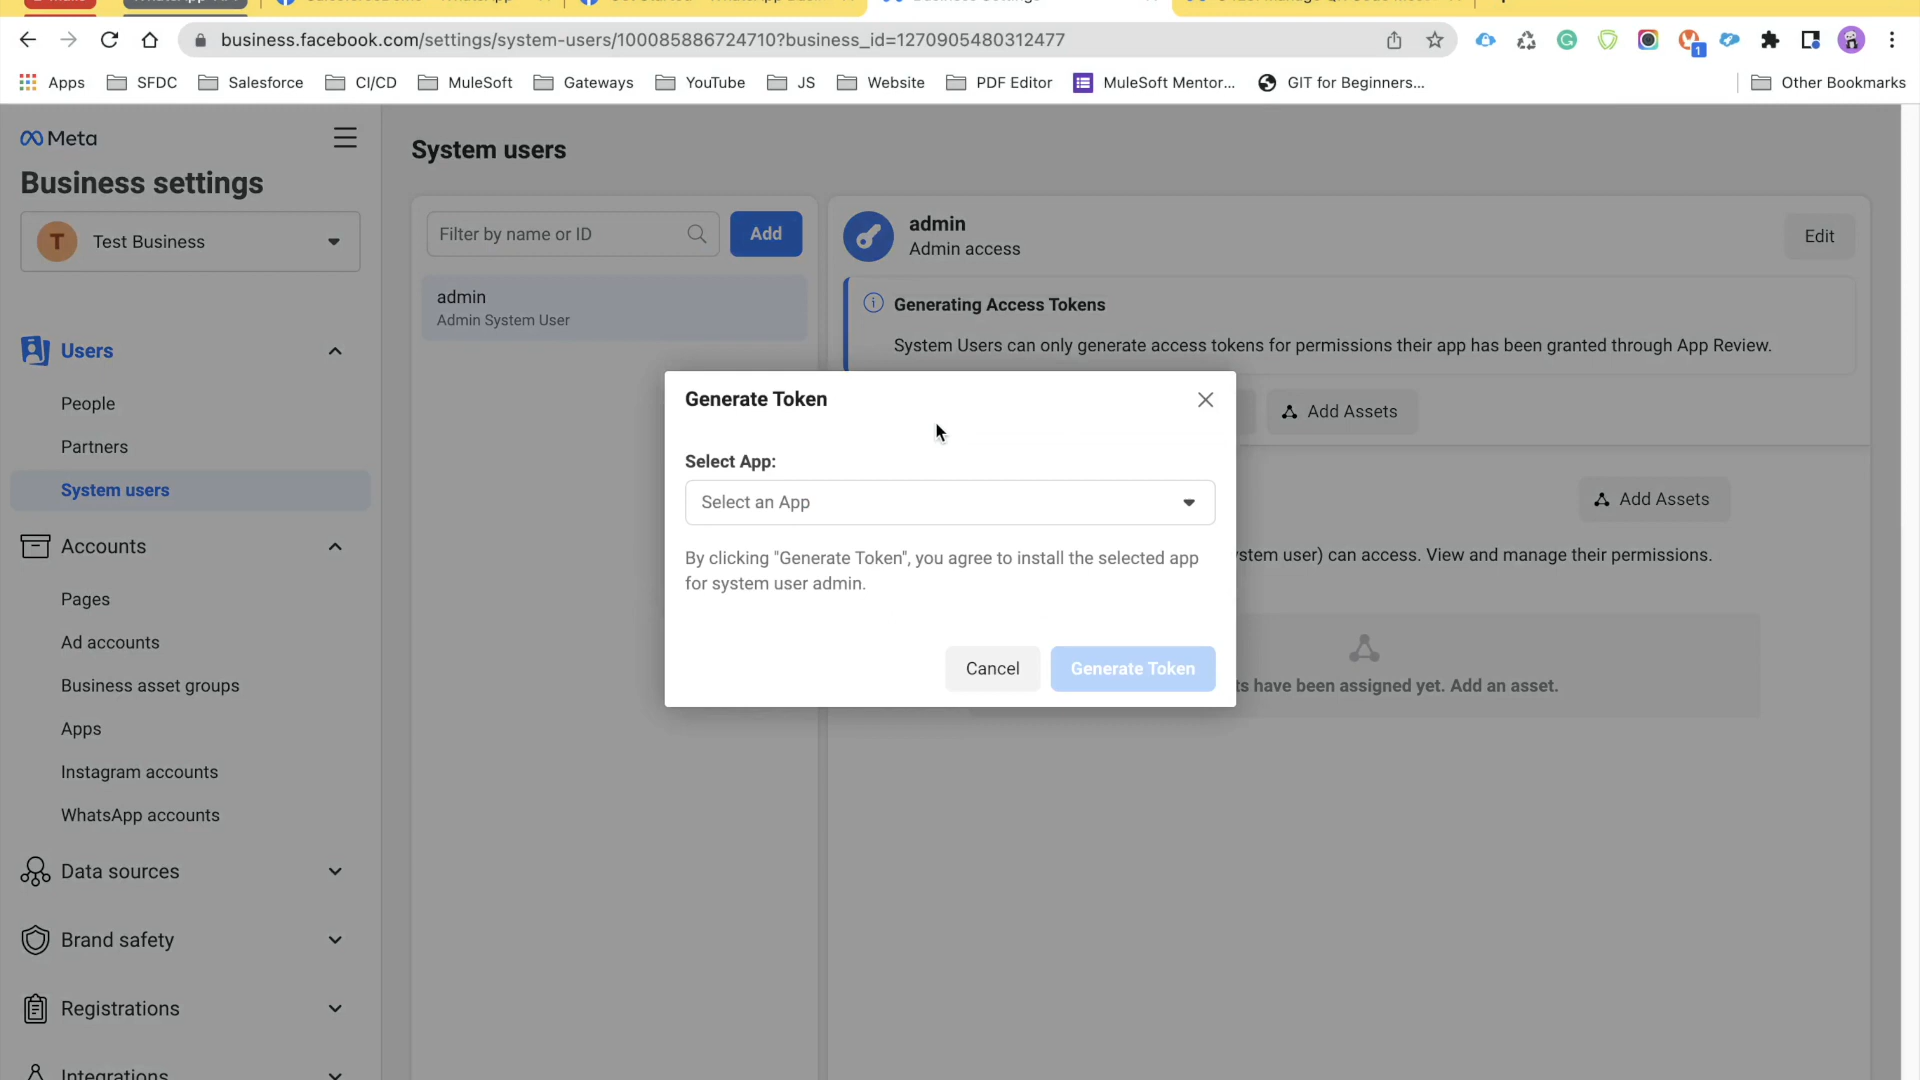 business.facebook.com/settings/system-users/100085886724710?business_id=1270905480312477
1
Apps SFDC Salesforce CI/CD MuleSoft Gateways YouTube JS Website PDF Editor MuleSoft Mentor... GIT for Beginners... Other Bookmarks
Meta
Business settings
T Test Business
Users
People
Partners
System users
Accounts
Pages
Ad accounts
Business asset groups
Apps
Instagram accounts
WhatsApp accounts
Data sources
Brand safety
Registrations
Integrations
System users
Filter by name or ID
Add
admin
Admin System User
admin
Admin access
Edit
Generating Access Tokens
System Users can only generate access tokens for permissions their app has been granted through App Review.
Add Assets
Add Assets
ystem user) can access. View and manage their permissions.
ts have been assigned yet. Add an asset.
Generate Token
Select App:
Select an App
By clicking "Generate Token", you agree to install the selected app
for system user admin.
Cancel
Generate Token